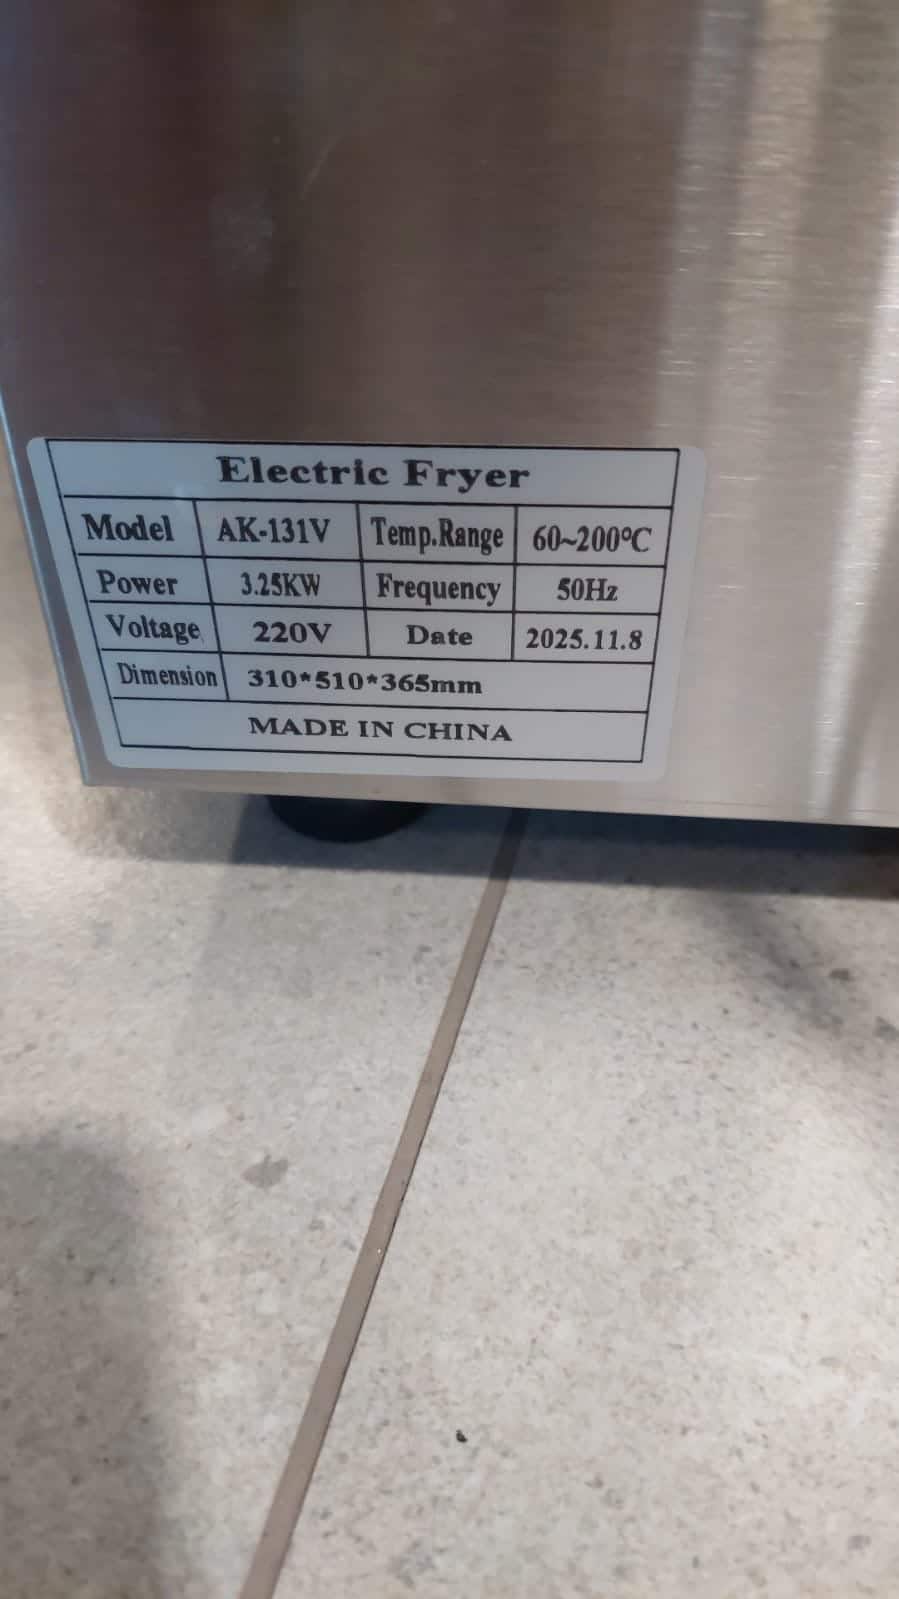 Electric Fryer
Model AK-131V Temp.Range 60~200℃
Power 3.25KW Frequency 50Hz
Voltage 220V Date 2025.11.8
Dimension 310*510*365mm
MADE IN CHINA